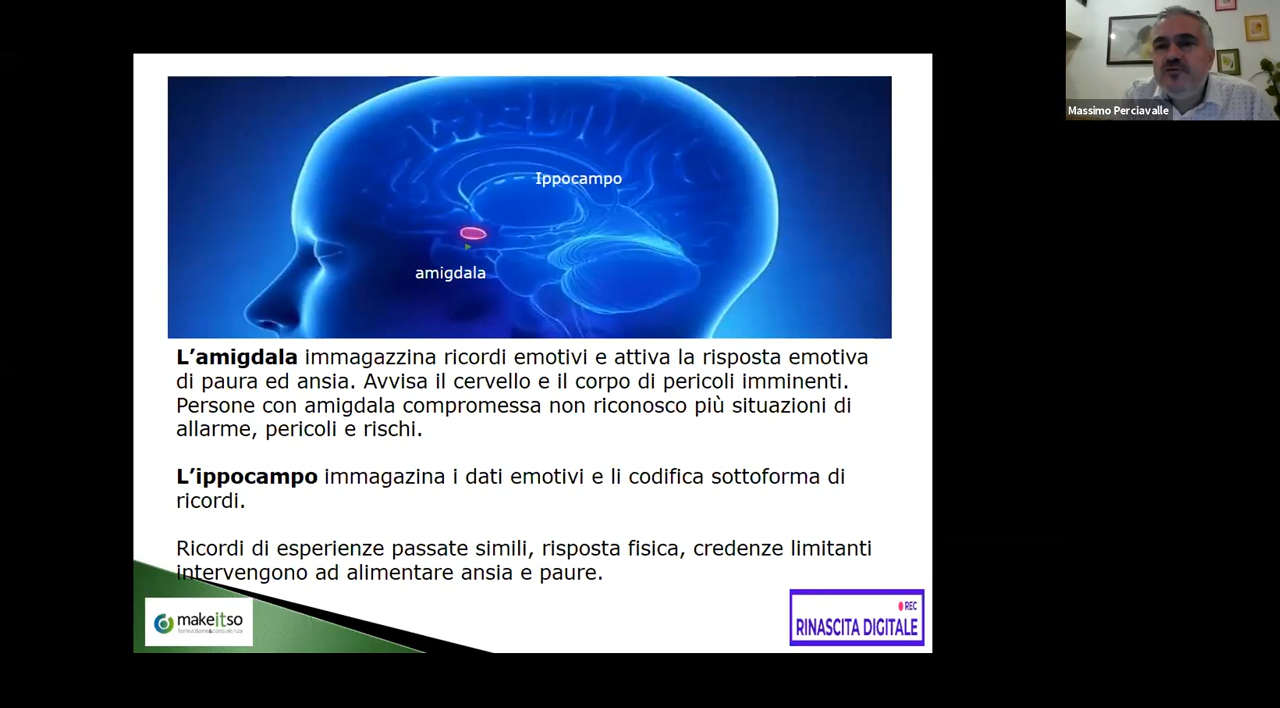 Massimo Perciavalle
Ippocampo
amigdala
L’amigdala immagazzina ricordi emotivi e attiva la risposta emotiva
di paura ed ansia. Avvisa il cervello e il corpo di pericoli imminenti.
Persone con amigdala compromessa non riconosco più situazioni di
allarme, pericoli e rischi.
L’ippocampo immagazina i dati emotivi e li codifica sottoforma di
ricordi.
Ricordi di esperienze passate simili, risposta fisica, credenze limitanti
intervengono ad alimentare ansia e paure.
makeitso
formazione&consulenza
REC
RINASCITA DIGITALE